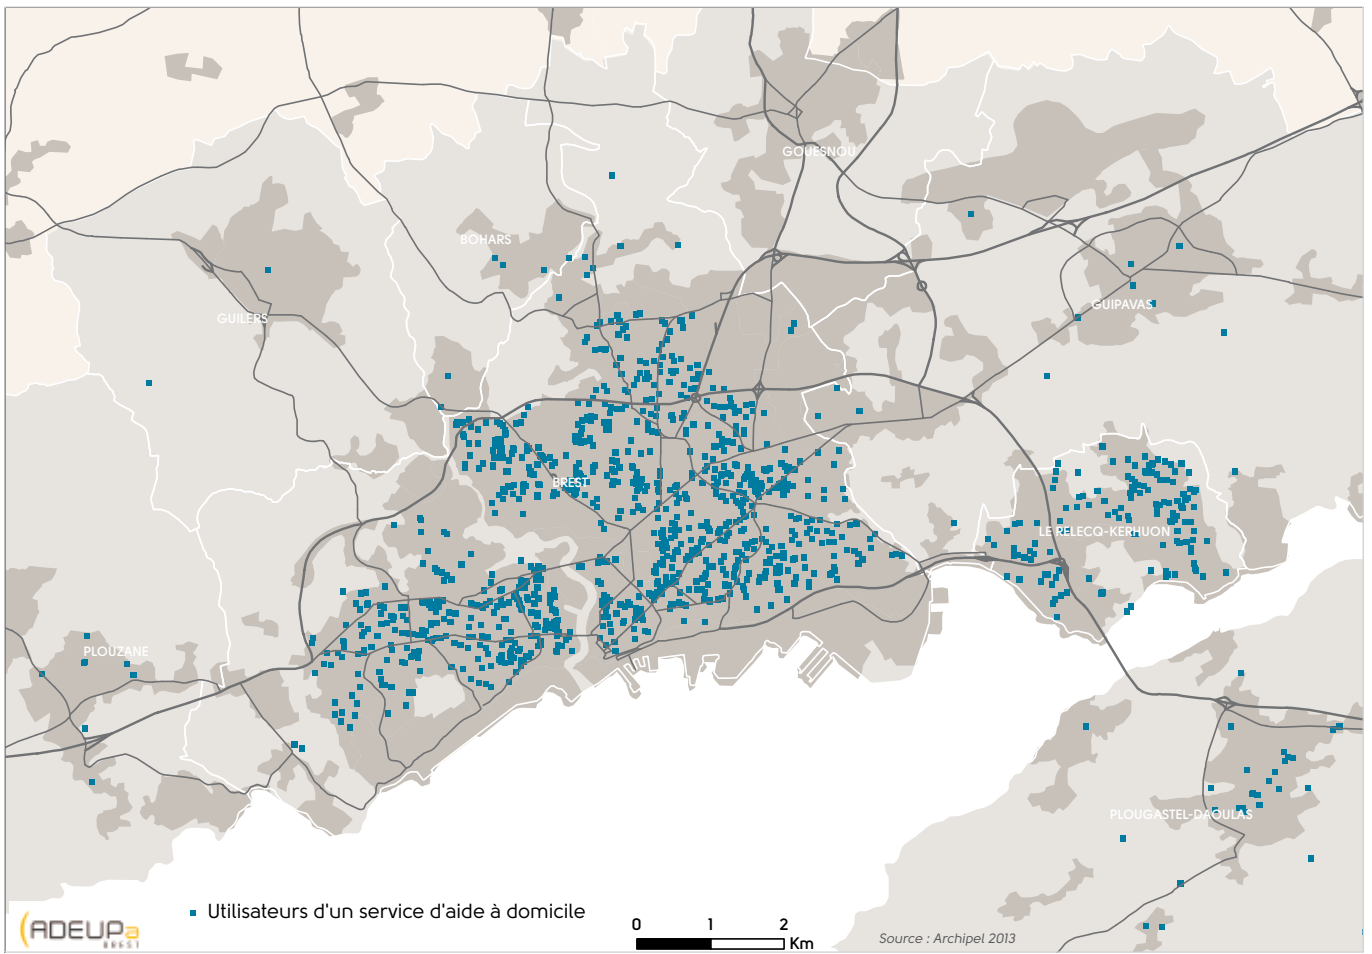 GOUESNOU
BOHARS
GUIPAVAS
GUILERS
BREST
LE RELECQ-KERHUON
PLOUZANE
PLOUGASTEL-DAOULAS
Utilisateurs d'un service d'aide à domicile
0 1 2
Km
Source : Archipel 2013
ADEUPa
BREST